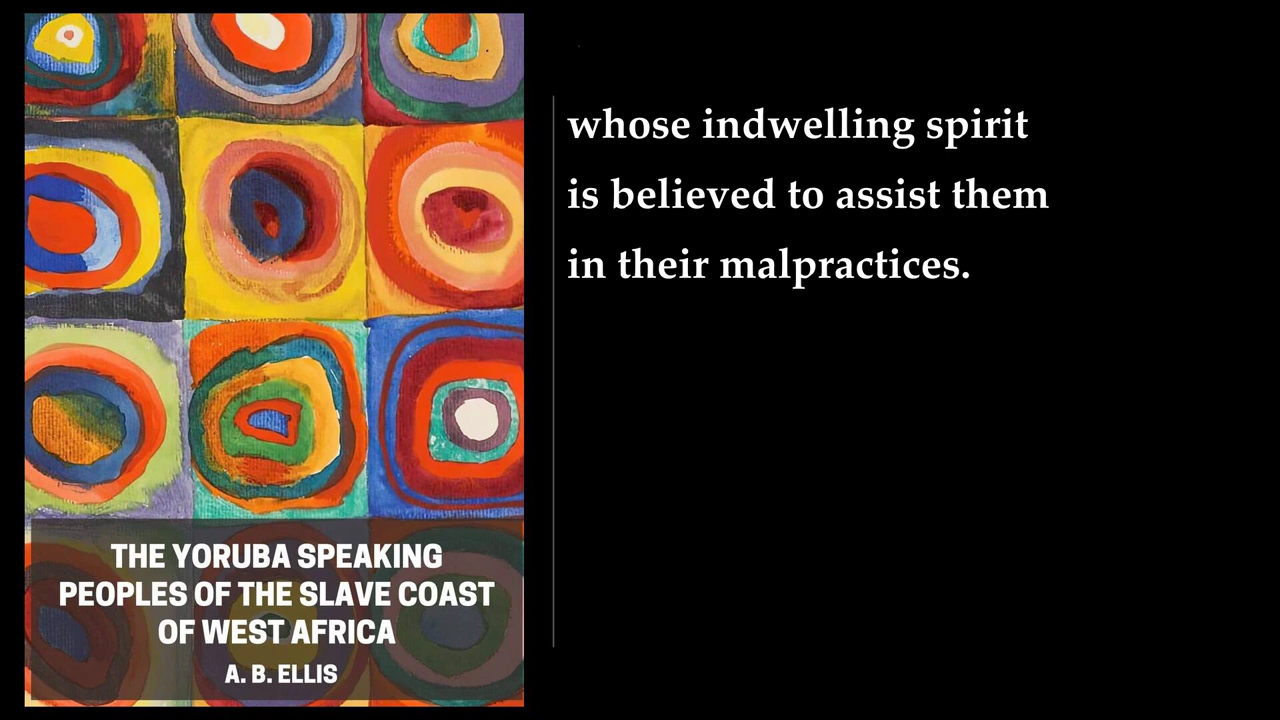 whose indwelling spirit
is believed to assist them
in their malpractices.
THE YORUBA SPEAKING
PEOPLES OF THE SLAVE COAST
OF WEST AFRICA
A. B. ELLIS